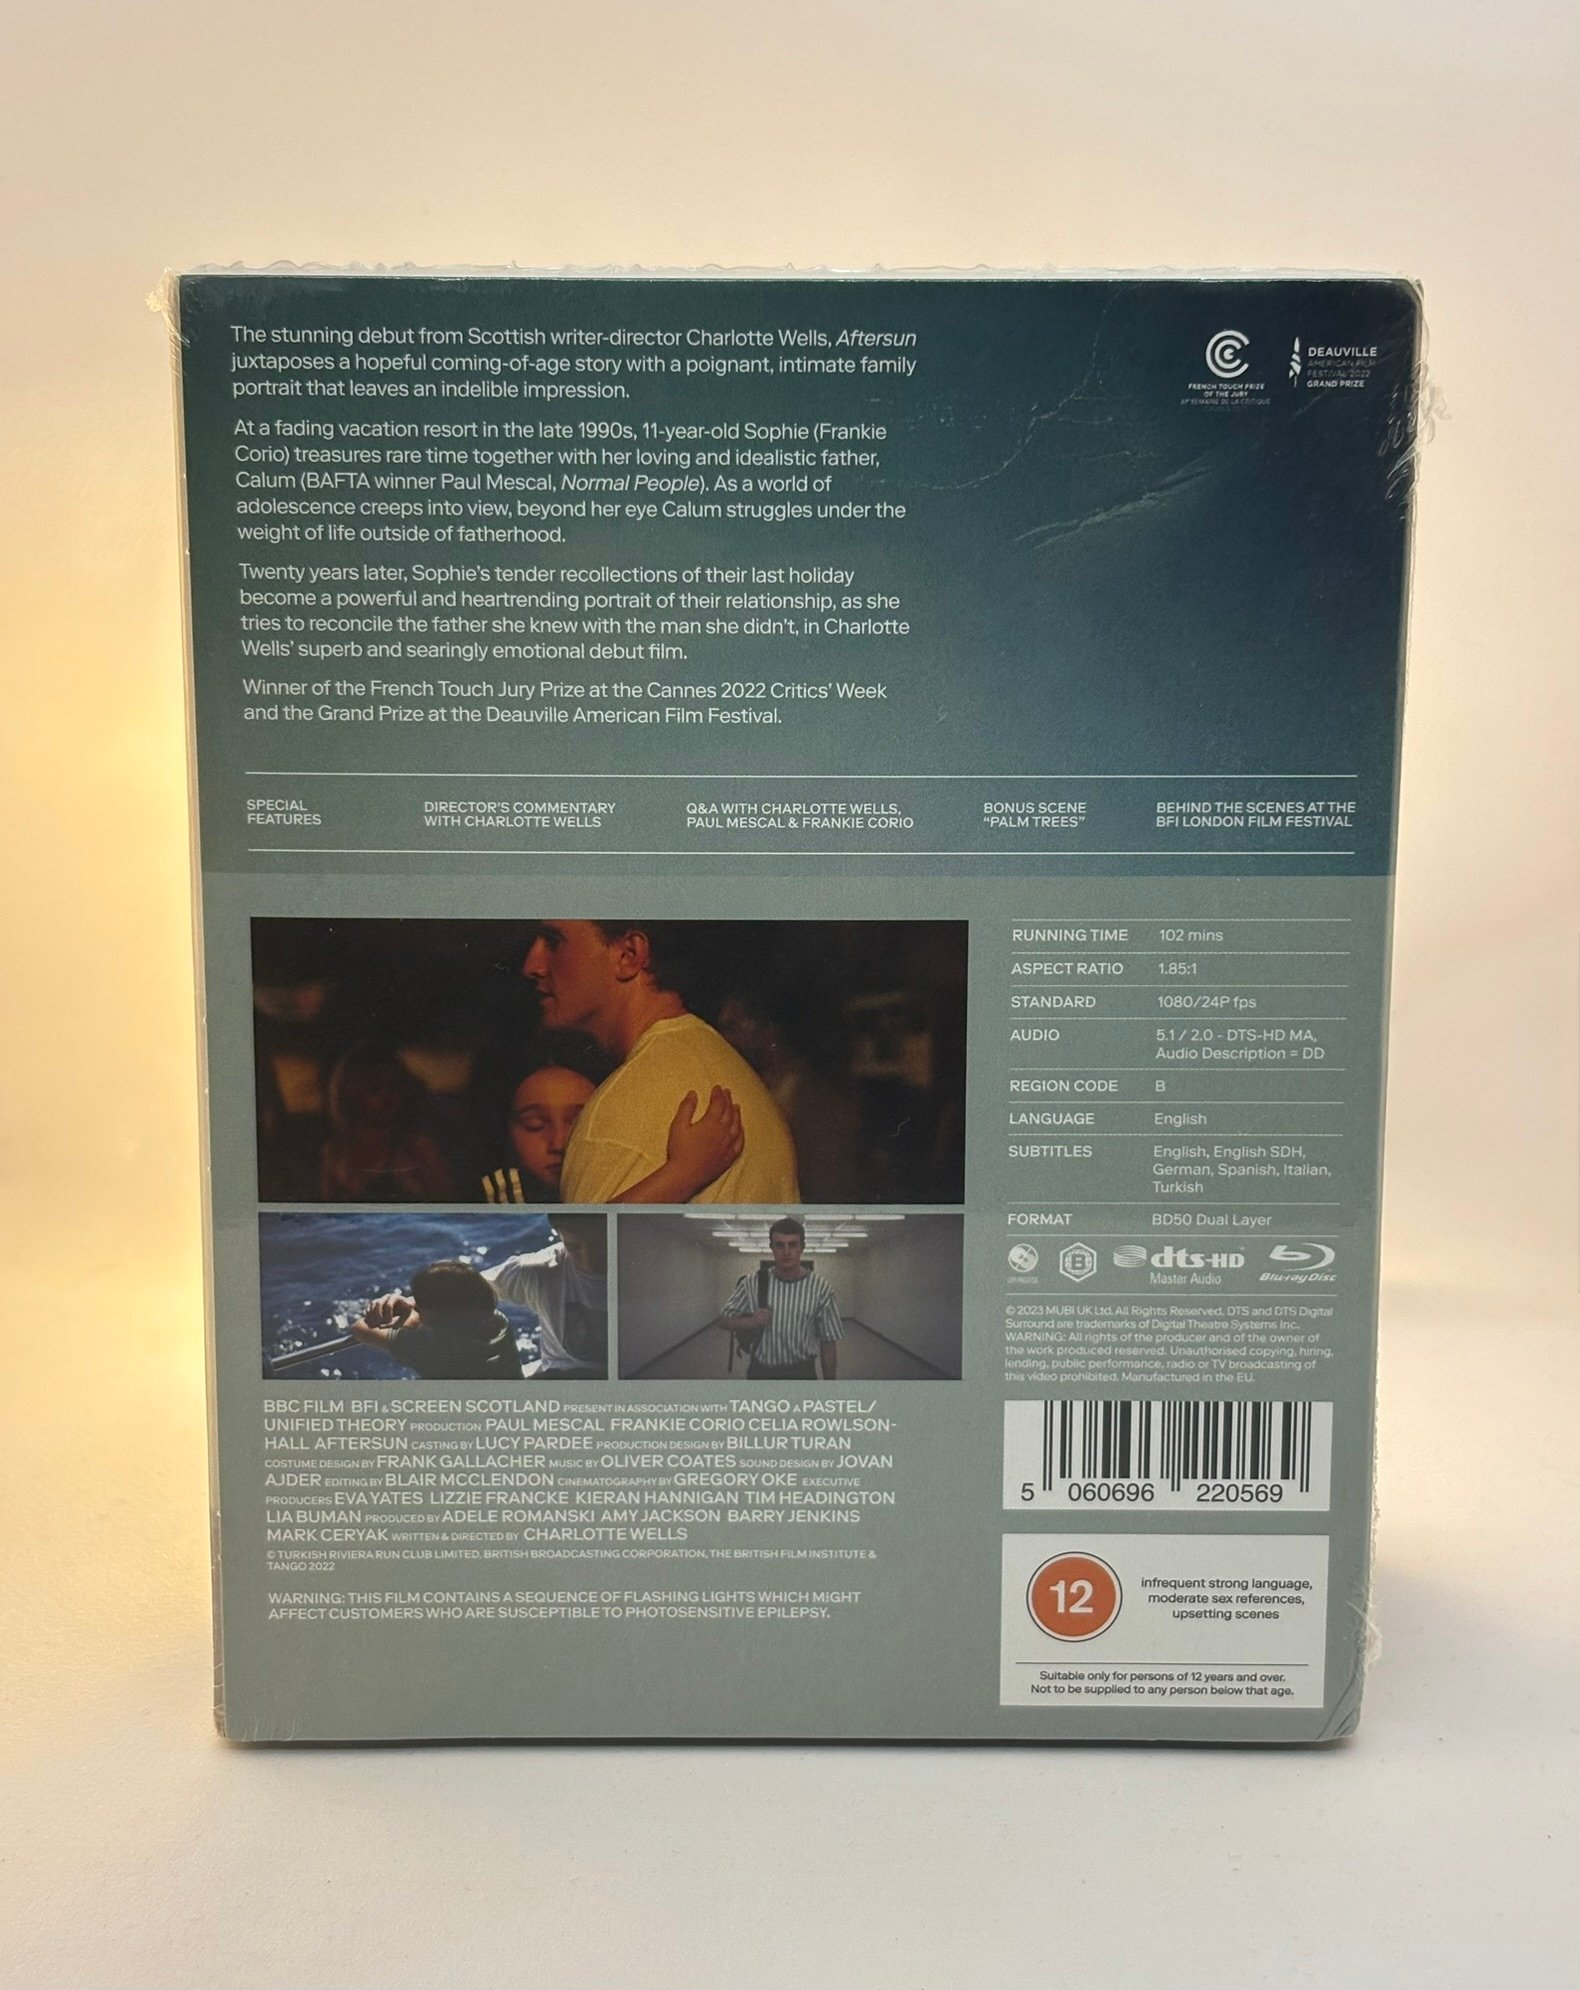 The stunning debut from Scottish writer-director Charlotte Wells, Aftersun
juxtaposes a hopeful coming-of-age story with a poignant, intimate family
portrait that leaves an indelible impression.
At a fading vacation resort in the late 1990s, 11-year-old Sophie (Frankie
Corio) treasures rare time together with her loving and idealistic father,
Calum (BAFTA winner Paul Mescal, Normal People). As a world of
adolescence creeps into view, beyond her eye Calum struggles under the
weight of life outside of fatherhood.
Twenty years later, Sophie's tender recollections of their last holiday
become a powerful and heartrending portrait of their relationship, as she
tries to reconcile the father she knew with the man she didn't, in Charlotte
Wells' superb and searingly emotional debut film.
Winner of the French Touch Jury Prize at the Cannes 2022 Critics' Week
and the Grand Prize at the Deauville American Film Festival.
FRENCH TOUCH PRIZE
OF THE JURY
61e SEMAINE DE LA CRITIQUE
DEAUVILLE
AMERICAN FILM
FESTIVAL 2022
GRAND PRIZE
SPECIAL
FEATURES
DIRECTOR'S COMMENTARY
WITH CHARLOTTE WELLS
Q&A WITH CHARLOTTE WELLS,
PAUL MESCAL & FRANKIE CORIO
BONUS SCENE
"PALM TREES"
BEHIND THE SCENES AT THE
BFI LONDON FILM FESTIVAL
RUNNING TIME 102 mins
ASPECT RATIO 1.85:1
STANDARD 1080/24P fps
AUDIO 5.1 / 2.0 - DTS-HD MA,
Audio Description = DD
REGION CODE B
LANGUAGE English
SUBTITLES English, English SDH,
German, Spanish, Italian,
Turkish
FORMAT BD50 Dual Layer
B
dts-HD
Master Audio
Blu-ray Disc
© 2023 MUBI UK Ltd. All Rights Reserved. DTS and DTS Digital
Surround are trademarks of Digital Theatre Systems Inc.
WARNING: All rights of the producer and of the owner of
the work produced reserved. Unauthorised copying, hiring,
lending, public performance, radio or TV broadcasting of
this video prohibited. Manufactured in the EU.
BBC FILM BFI & SCREEN SCOTLAND PRESENT IN ASSOCIATION WITH TANGO A PASTEL/
UNIFIED THEORY PRODUCTION PAUL MESCAL FRANKIE CORIO CELIA ROWLSON-
HALL AFTERSUN CASTING BY LUCY PARDEE PRODUCTION DESIGN BY BILLUR TURAN
COSTUME DESIGN BY FRANK GALLACHER MUSIC BY OLIVER COATES SOUND DESIGN BY JOVAN
AJDER EDITING BY BLAIR MCCLENDON CINEMATOGRAPHY BY GREGORY OKE EXECUTIVE
PRODUCERS EVA YATES LIZZIE FRANCKE KIERAN HANNIGAN TIM HEADINGTON
LIA BUMAN PRODUCED BY ADELE ROMANSKI AMY JACKSON BARRY JENKINS
MARK CERYAK WRITTEN & DIRECTED BY CHARLOTTE WELLS
© TURKISH RIVIERA RUN CLUB LIMITED, BRITISH BROADCASTING CORPORATION, THE BRITISH FILM INSTITUTE &
TANGO 2022
WARNING: THIS FILM CONTAINS A SEQUENCE OF FLASHING LIGHTS WHICH MIGHT
AFFECT CUSTOMERS WHO ARE SUSCEPTIBLE TO PHOTOSENSITIVE EPILEPSY.
5 060696 220569
12
infrequent strong language,
moderate sex references,
upsetting scenes
Suitable only for persons of 12 years and over.
Not to be supplied to any person below that age.